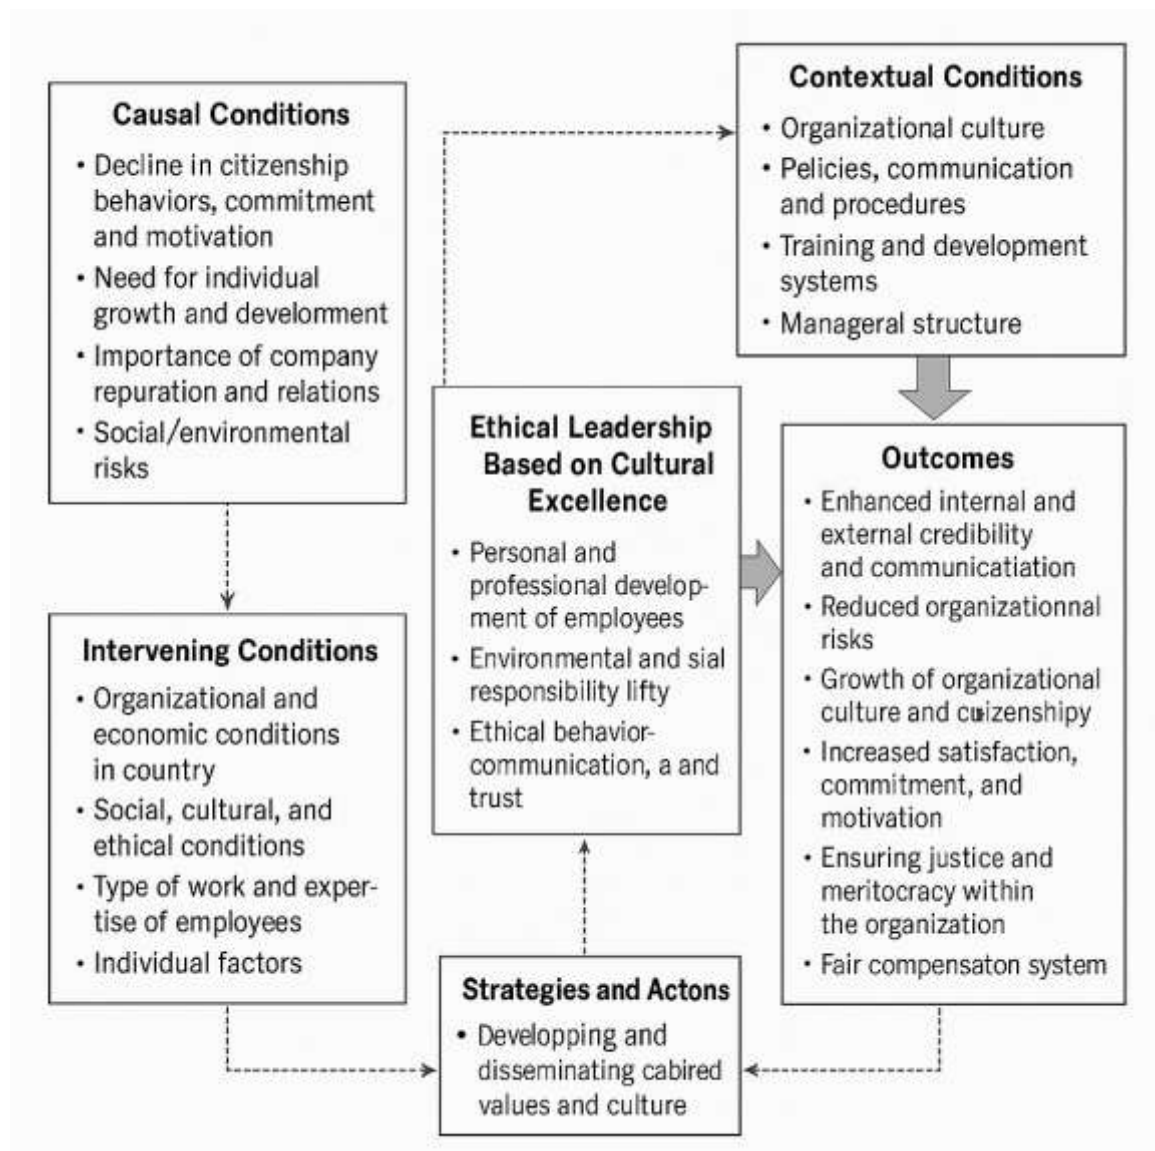 Causal Conditions
• Decline in citizenship
behaviors, commitment
and motivation
• Need for individual
growth and develorment
• Importance of company
repuration and relations
• Social/environmental
risks
Intervening Conditions
• Organizational and
economic conditions
in country
• Social, cultural, and
ethical conditions
• Type of work and exper-
tise of employees
• Individual factors
Ethical Leadership
Based on Cultural
Excellence
• Personal and
professional develop-
ment of employees
• Environmental and sial
responsibility lifty
• Ethical behavior-
communication, a and
trust
Strategies and Actons
• Developping and
disseminating cabired
values and culture
Contextual Conditions
• Organizational culture
• Policies, communication
and procedures
• Training and development
systems
• Manageral structure
Outcomes
• Enhanced internal and
external credibility
and communicatiation
• Reduced organizationnal
risks
• Growth of organizational
culture and
• Increased satisfaction,
commitment, and
motivation
• Ensuring justice and
meritocracy within
the organization
• Fair compensaton system